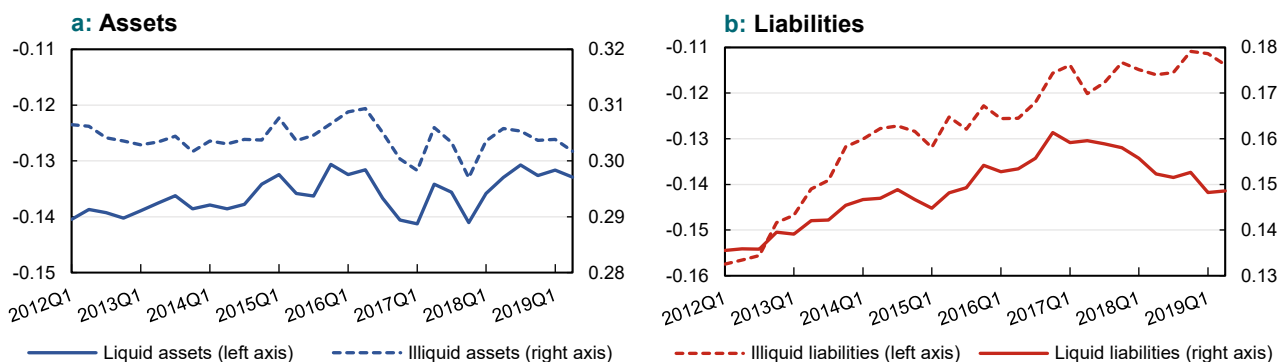 a: Assets
-0.11
-0.12
-0.13
-0.14
-0.15
0.32
0.31
0.30
0.29
0.28
2012Q1
2013Q1
2014Q1
2015Q1
2016Q1
2017Q1
2018Q1
2019Q1
Liquid assets (left axis)
Illiquid assets (right axis)
b: Liabilities
-0.11
-0.12
-0.13
-0.14
-0.15
-0.16
0.18
0.17
0.16
0.15
0.14
0.13
2012Q1
2013Q1
2014Q1
2015Q1
2016Q1
2017Q1
2018Q1
2019Q1
Illiquid liabilities (left axis)
Liquid liabilities (right axis)